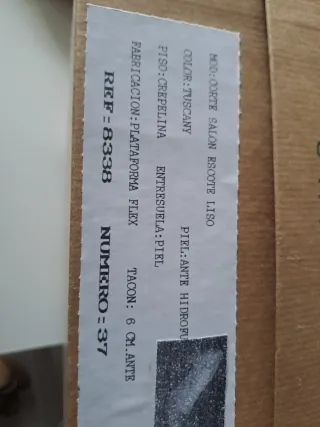 MOD:CORTE SALON ESCOTE LISO
COLOR:TUSCANY PIEL:ANTE HIDROFU
PISO:CREPELINA ENTRESUELA:PIEL
FABRICACION:PLATAFORMA FLEX TACON: 6 CM.ANTE
REF=8338 NUMERO=37